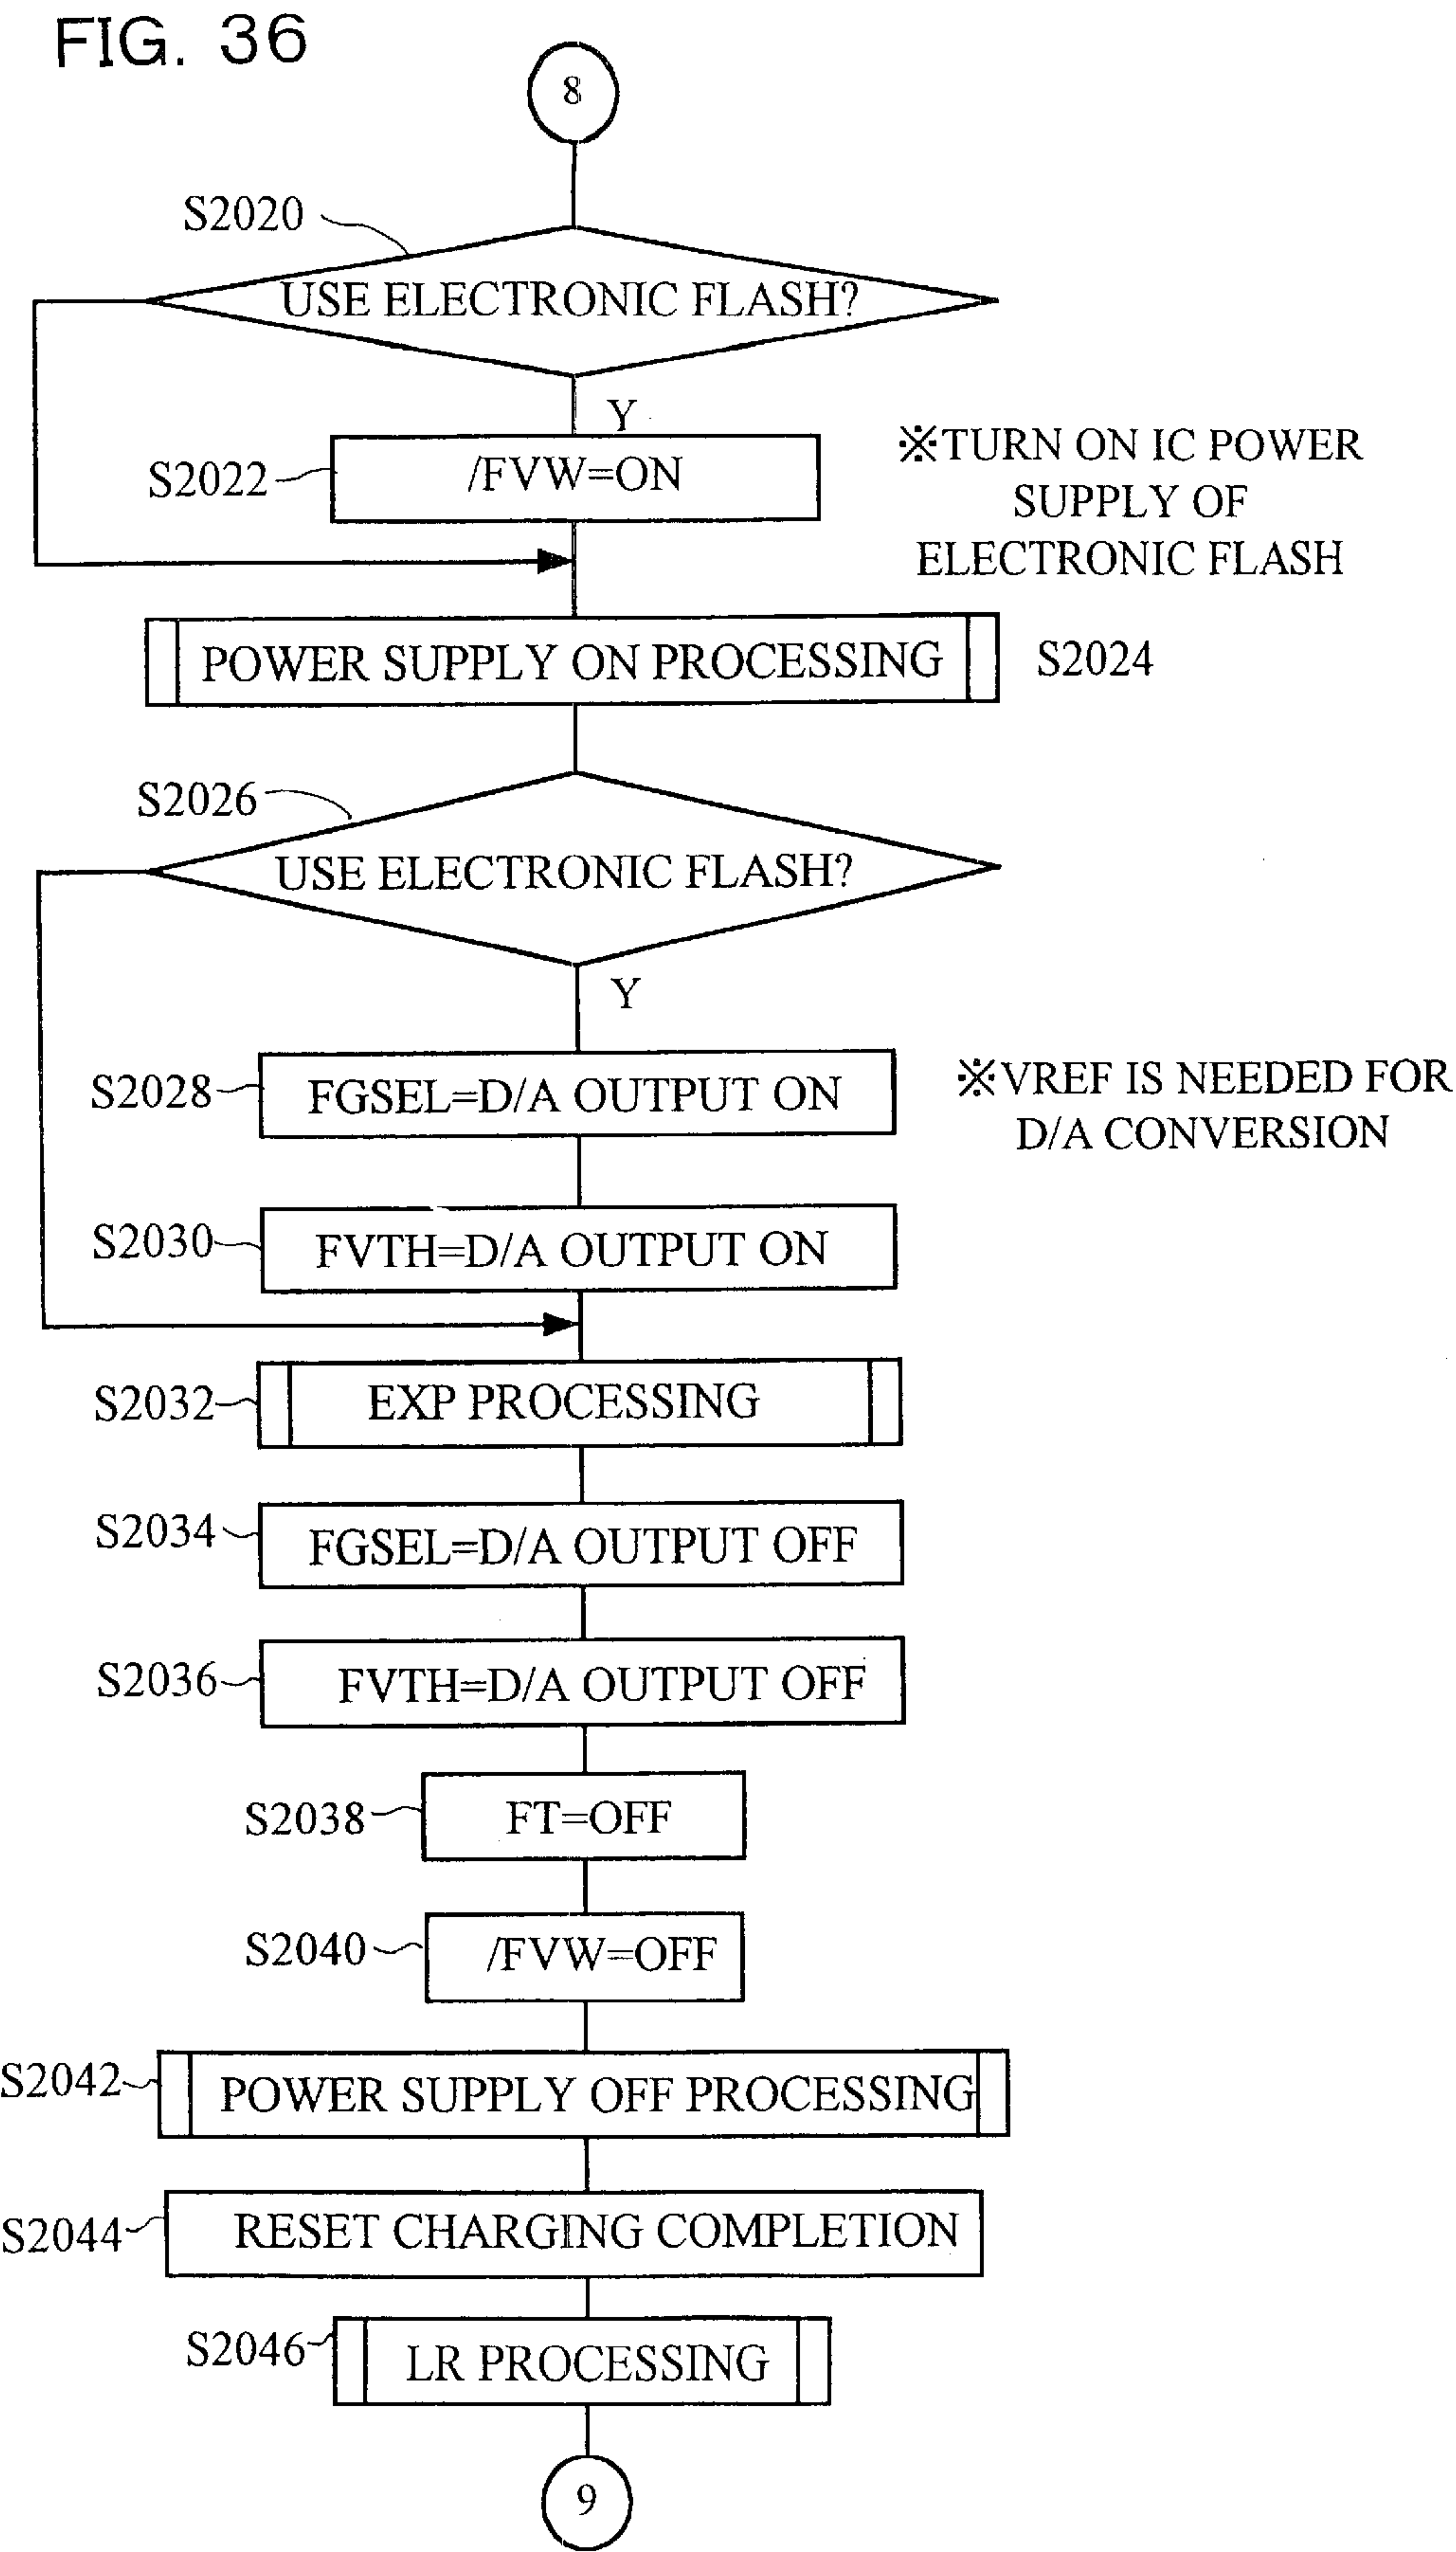 FIG. 36
8
S2020
USE ELECTRONIC FLASH?
Y
S2022
/FVW=ON
※TURN ON IC POWER
SUPPLY OF
ELECTRONIC FLASH
POWER SUPPLY ON PROCESSING
S2024
S2026
USE ELECTRONIC FLASH?
Y
S2028
FGSEL=D/A OUTPUT ON
※VREF IS NEEDED FOR
D/A CONVERSION
S2030
FVTH=D/A OUTPUT ON
S2032
EXP PROCESSING
S2034
FGSEL=D/A OUTPUT OFF
S2036
FVTH=D/A OUTPUT OFF
S2038
FT=OFF
S2040
/FVW=OFF
S2042
POWER SUPPLY OFF PROCESSING
S2044
RESET CHARGING COMPLETION
S2046
LR PROCESSING
9